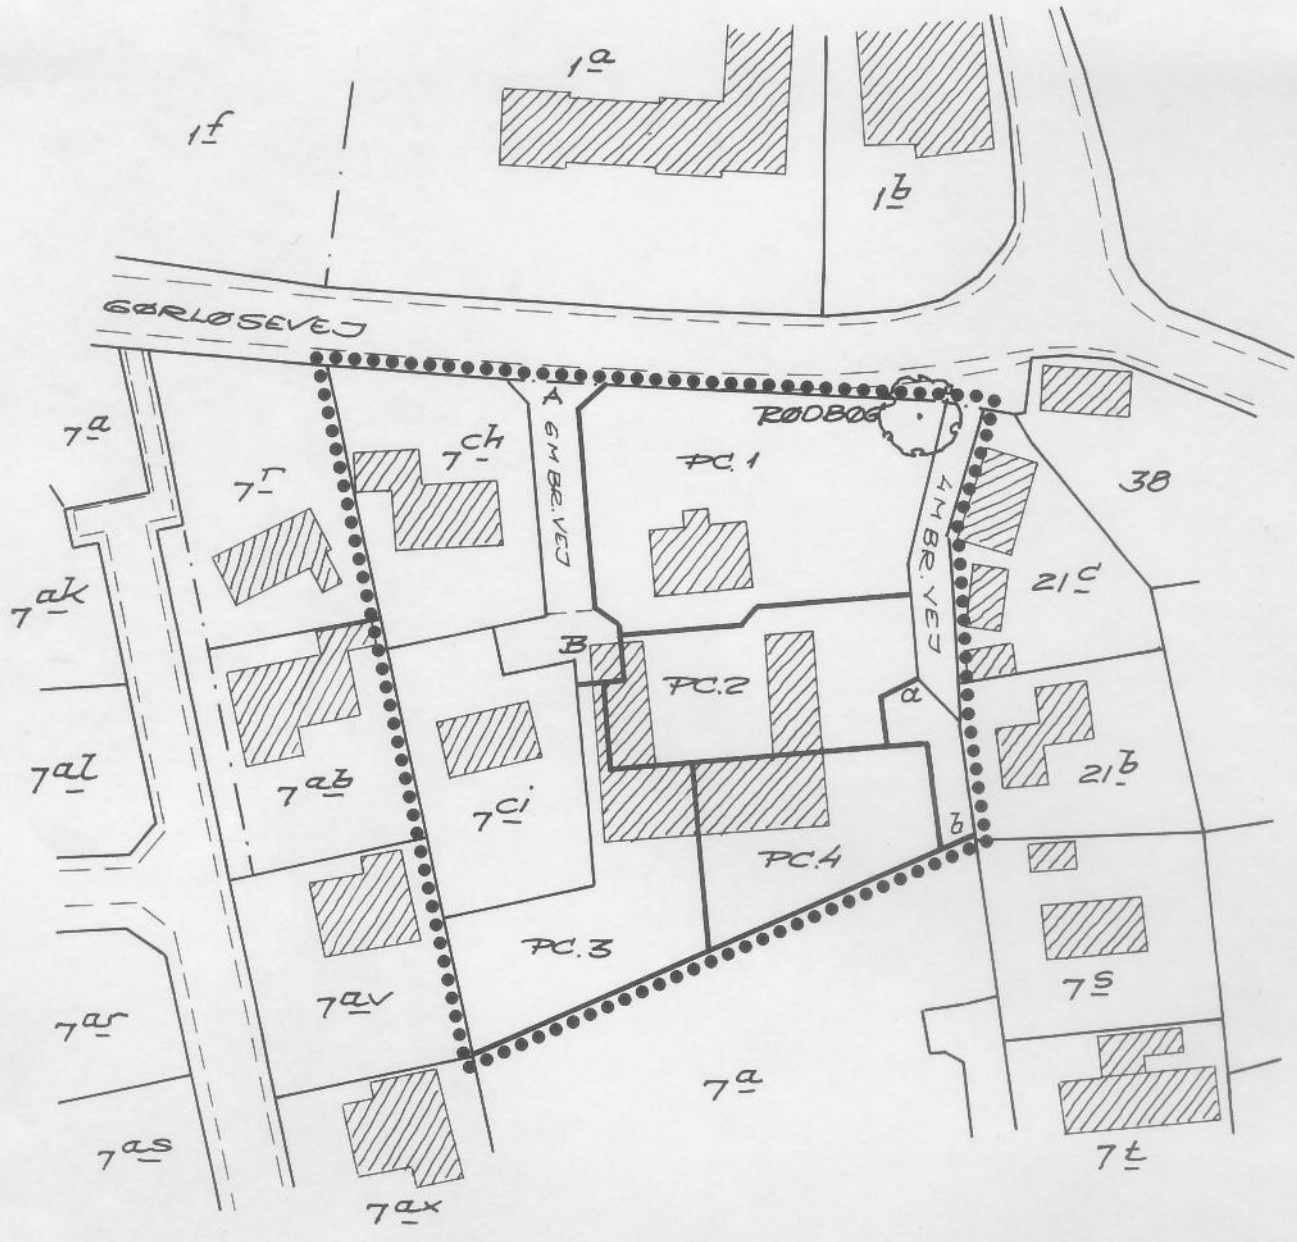 1a
1f
1b
GØRLØSEVEJ
A
RØDBØG
7a
7ch
PC.1
7r
6 M BR. VEJ
38
4 M BR. VEJ
7ak
21c
B
PC.2
a
7al
7ab
7ci
21b
b
PC.4
PC.3
7av
7s
7ar
7a
7as
7t
7ax